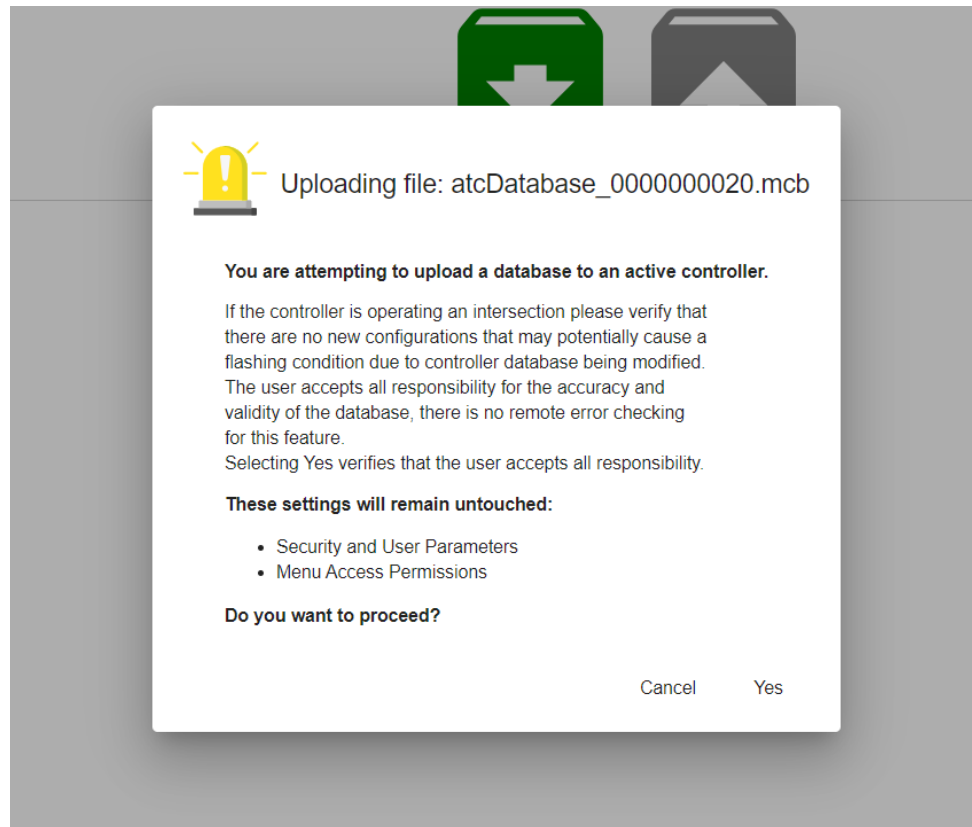 Uploading file: atcDatabase_0000000020.mcb
You are attempting to upload a database to an active controller.
If the controller is operating an intersection please verify that
there are no new configurations that may potentially cause a
flashing condition due to controller database being modified.
The user accepts all responsibility for the accuracy and
validity of the database, there is no remote error checking
for this feature.
Selecting Yes verifies that the user accepts all responsibility.
These settings will remain untouched:
• Security and User Parameters
• Menu Access Permissions
Do you want to proceed?
Cancel Yes